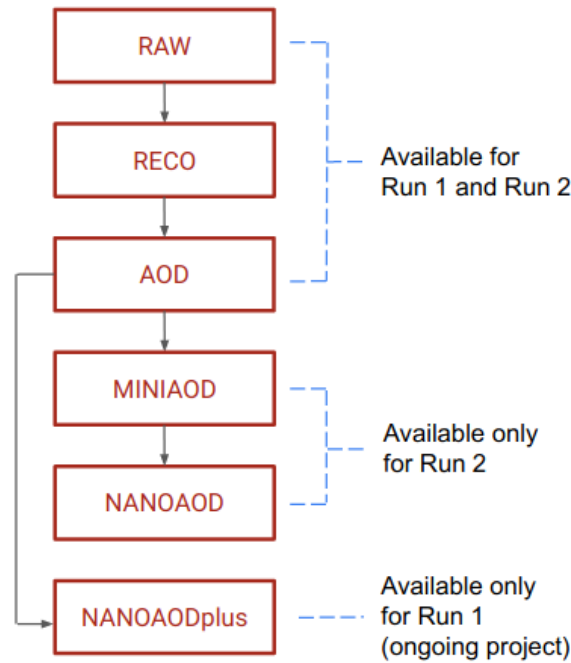 RAW
RECO
Available for
Run 1 and Run 2
AOD
MINIAOD
Available only
for Run 2
NANOAOD
NANOAODplus
Available only
for Run 1
(ongoing project)